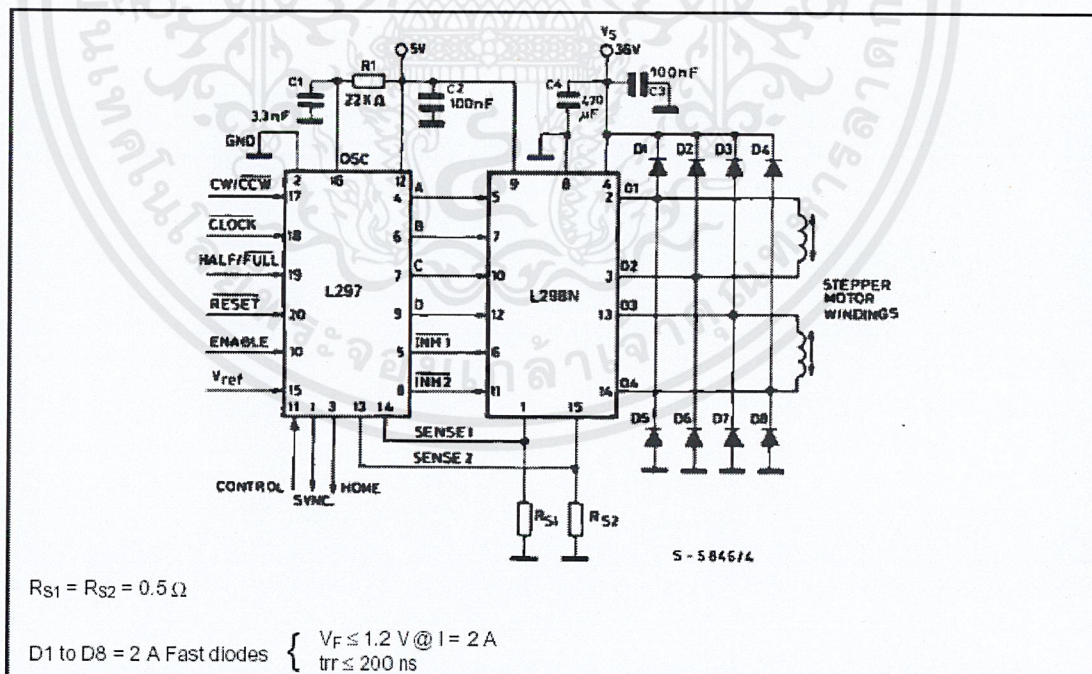 Vs
5V
36V
R1
C1
22KΩ
3.3nF
C2
100nF
C4
470
µF
100nF
C3
GND
OSC
2
16
12
9
8
4
D1
D2
D3
D4
CW/CCW
17
CLOCK
18
HALF/FULL
19
RESET
20
ENABLE
10
Vref
15
L297
4
A
5
6
B
7
7
C
10
9
D
12
5
INH1
6
8
INH2
11
L298N
2
O1
3
O2
13
O3
14
O4
STEPPER
MOTOR
WINDINGS
11
1
3
13
14
1
15
D5
D6
D7
D8
SENSE 1
SENSE 2
CONTROL
SYNC.
HOME
RS1
RS2
S-5846/4
RS1 = RS2 = 0.5 Ω
D1 to D8 = 2 A Fast diodes { VF ≤ 1.2 V @ I = 2 A
trr ≤ 200 ns